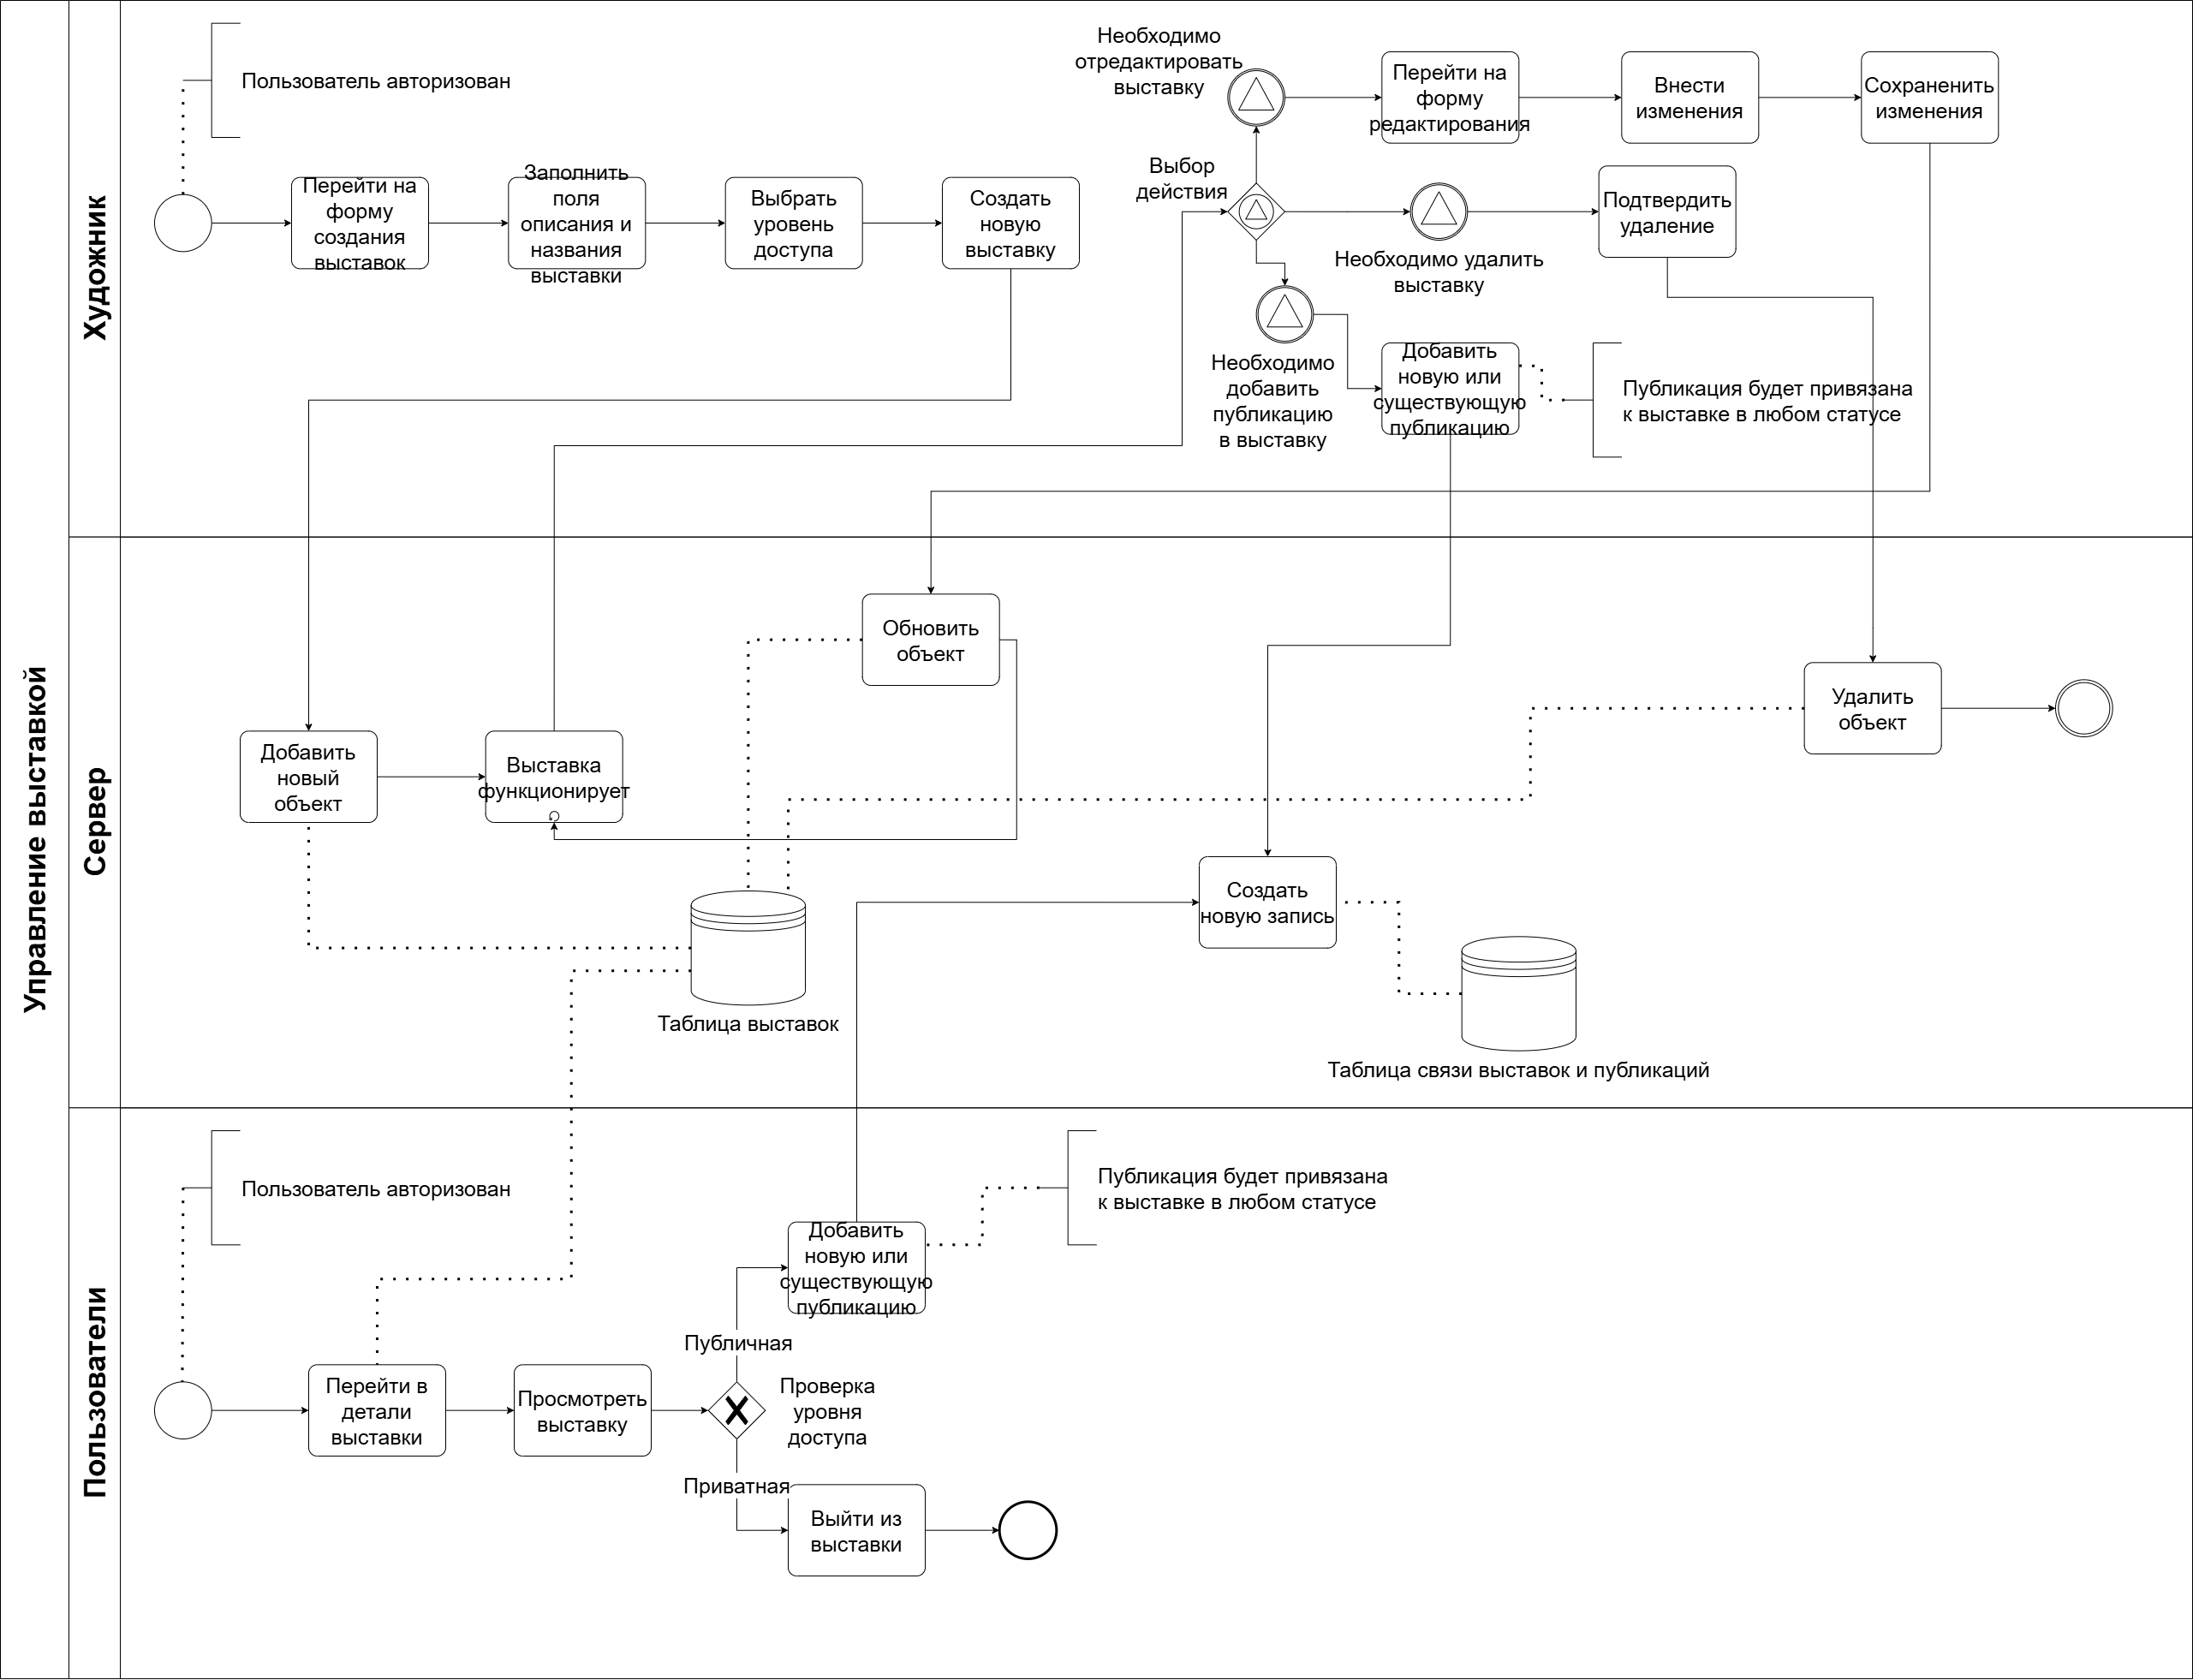 Управление выставкой
Художник
Пользователь авторизован
Перейти на
форму
создания
выставок
Заполнить
поля
описания и
названия
выставки
Выбрать
уровень
доступа
Создать
новую
выставку
Выбор
действия
Необходимо
отредактировать
выставку
Перейти на
форму
редактирования
Внести
изменения
Сохраненить
изменения
Необходимо удалить
выставку
Подтвердить
удаление
Необходимо
добавить
публикацию
в выставку
Добавить
новую или
существующую
публикацию
Публикация будет привязана
к выставке в любом статусе
Сервер
Обновить
объект
Удалить
объект
Добавить
новый
объект
Выставка
функционирует
Создать
новую запись
Таблица выставок
Таблица связи выставок и публикаций
Пользователи
Пользователь авторизован
Публикация будет привязана
к выставке в любом статусе
Добавить
новую или
существующую
публикацию
Публичная
Перейти в
детали
выставки
Просмотреть
выставку
Проверка
уровня
доступа
Приватная
Выйти из
выставки